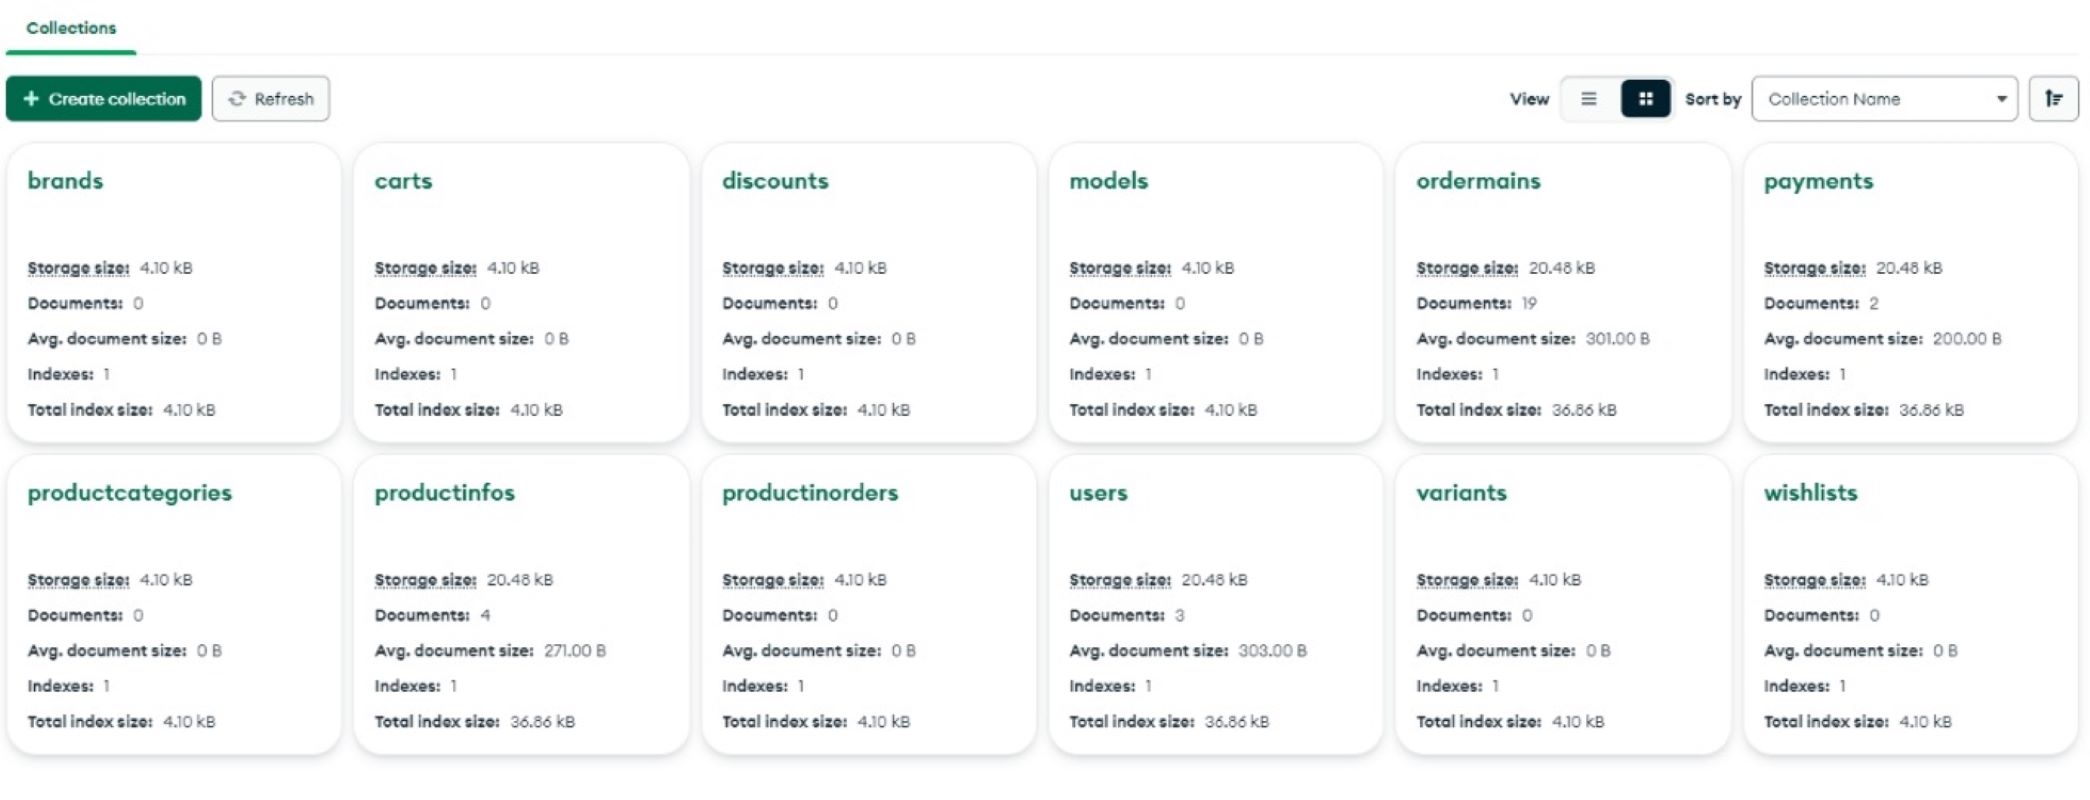 Collections
+ Create collection
Refresh
View
Sort by
Collection Name
brands
Storage size: 4.10 kB
Documents: 0
Avg. document size: 0 B
Indexes: 1
Total index size: 4.10 kB
carts
Storage size: 4.10 kB
Documents: 0
Avg. document size: 0 B
Indexes: 1
Total index size: 4.10 kB
discounts
Storage size: 4.10 kB
Documents: 0
Avg. document size: 0 B
Indexes: 1
Total index size: 4.10 kB
models
Storage size: 4.10 kB
Documents: 0
Avg. document size: 0 B
Indexes: 1
Total index size: 4.10 kB
ordermains
Storage size: 20.48 kB
Documents: 19
Avg. document size: 301.00 B
Indexes: 1
Total index size: 36.86 kB
payments
Storage size: 20.48 kB
Documents: 2
Avg. document size: 200.00 B
Indexes: 1
Total index size: 36.86 kB
productcategories
Storage size: 4.10 kB
Documents: 0
Avg. document size: 0 B
Indexes: 1
Total index size: 4.10 kB
productinfos
Storage size: 20.48 kB
Documents: 4
Avg. document size: 271.00 B
Indexes: 1
Total index size: 36.86 kB
productinorders
Storage size: 4.10 kB
Documents: 0
Avg. document size: 0 B
Indexes: 1
Total index size: 4.10 kB
users
Storage size: 20.48 kB
Documents: 3
Avg. document size: 303.00 B
Indexes: 1
Total index size: 36.86 kB
variants
Storage size: 4.10 kB
Documents: 0
Avg. document size: 0 B
Indexes: 1
Total index size: 4.10 kB
wishlists
Storage size: 4.10 kB
Documents: 0
Avg. document size: 0 B
Indexes: 1
Total index size: 4.10 kB